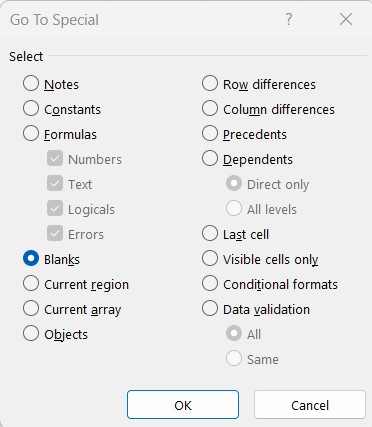 Go To Special
?
Select
Notes
Constants
Formulas
Numbers
Text
Logicals
Errors
Blanks
Current region
Current array
Objects
Row differences
Column differences
Precedents
Dependents
Direct only
All levels
Last cell
Visible cells only
Conditional formats
Data validation
All
Same
OK
Cancel